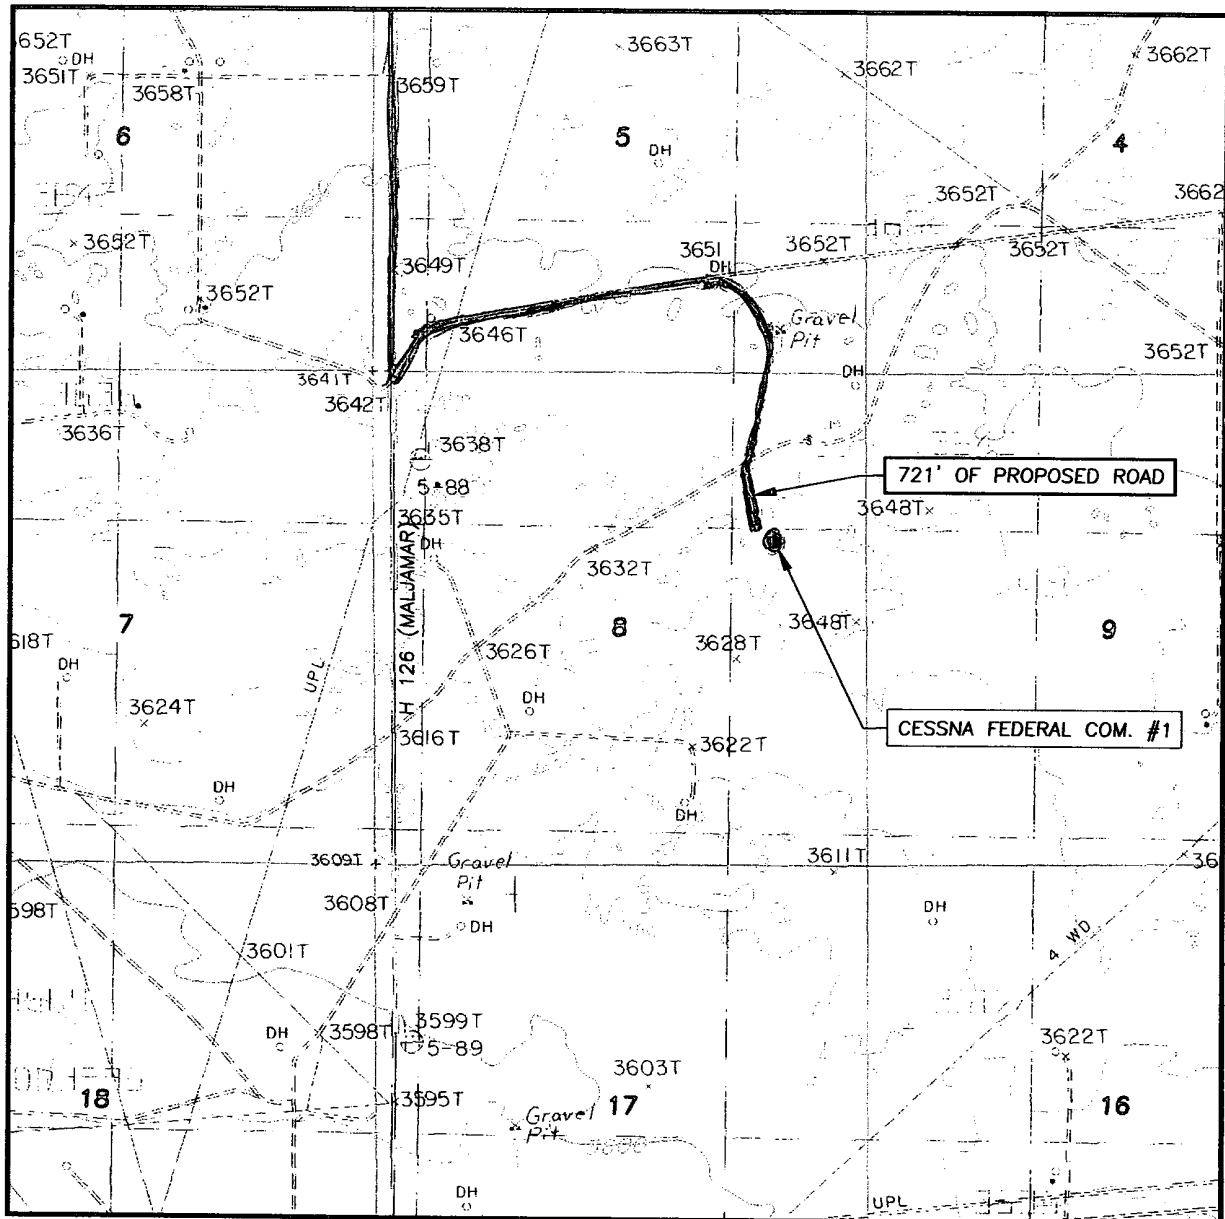 3652T
DH
3651T
3658T
3659T
3663T
3662T
3662T
6
5
DH
4
3652T
3652T
3662
3652T
3649T
3651
DH
3652T
3652T
3646T
Gravel
Pit
3652T
3641T
3642T
DH
3636T
3638T
5-88
721' OF PROPOSED ROAD
3648T
3635T
DH
3632T
H 126 (MALJAMAR)
7
8
3648T
9
618T
DH
UPL
3626T
3628T
3624T
DH
3616T
3622T
CESSNA FEDERAL COM. #1
DH
DH
3609T
Gravel
Pit
3611T
36
598T
3608T
DH
DH
3601T
4 WD
DH
3598T
3599T
5-89
3622T
3603T
18
3595T
Gravel
Pit
17
16
DH
UPL